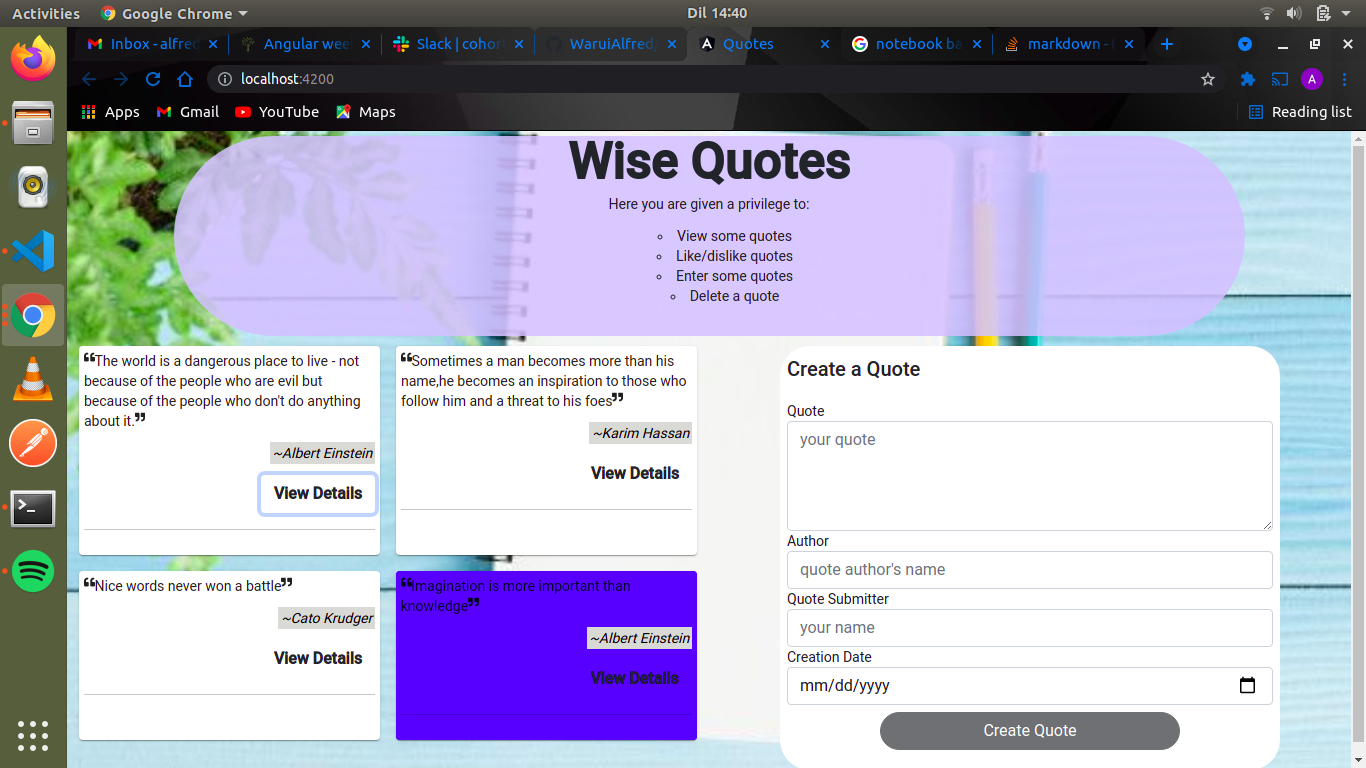 Activities
Google Chrome
Dil 14:40
Inbox - alfre
Angular wee
Slack | cohor
WaruiAlfred
Quotes
notebook ba
markdown -
localhost:4200
A
Apps
Gmail
YouTube
Maps
Reading list
Wise Quotes
Here you are given a privilege to:
View some quotes
Like/dislike quotes
Enter some quotes
Delete a quote
❝The world is a dangerous place to live - not
because of the people who are evil but
because of the people who don't do anything
about it.❞
~Albert Einstein
View Details
❝Sometimes a man becomes more than his
name,he becomes an inspiration to those who
follow him and a threat to his foes❞
~Karim Hassan
View Details
❝Nice words never won a battle❞
~Cato Krudger
View Details
❝Imagination is more important than
knowledge❞
~Albert Einstein
View Details
Create a Quote
Quote
your quote
Author
quote author's name
Quote Submitter
your name
Creation Date
mm/dd/yyyy
Create Quote